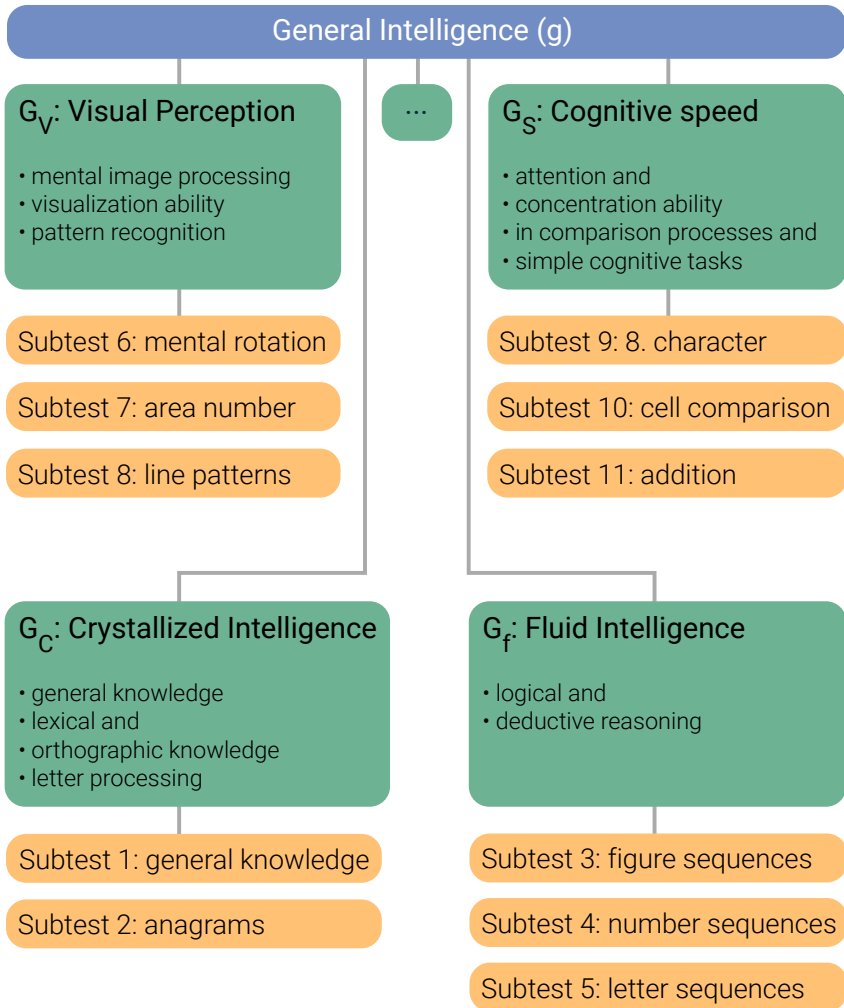 General Intelligence (g)
G_V: Visual Perception
• mental image processing
• visualization ability
• pattern recognition
Subtest 6: mental rotation
Subtest 7: area number
Subtest 8: line patterns
...
G_S: Cognitive speed
• attention and
• concentration ability
• in comparison processes and
• simple cognitive tasks
Subtest 9: 8. character
Subtest 10: cell comparison
Subtest 11: addition
G_C: Crystallized Intelligence
• general knowledge
• lexical and
• orthographic knowledge
• letter processing
Subtest 1: general knowledge
Subtest 2: anagrams
G_f: Fluid Intelligence
• logical and
• deductive reasoning
Subtest 3: figure sequences
Subtest 4: number sequences
Subtest 5: letter sequences